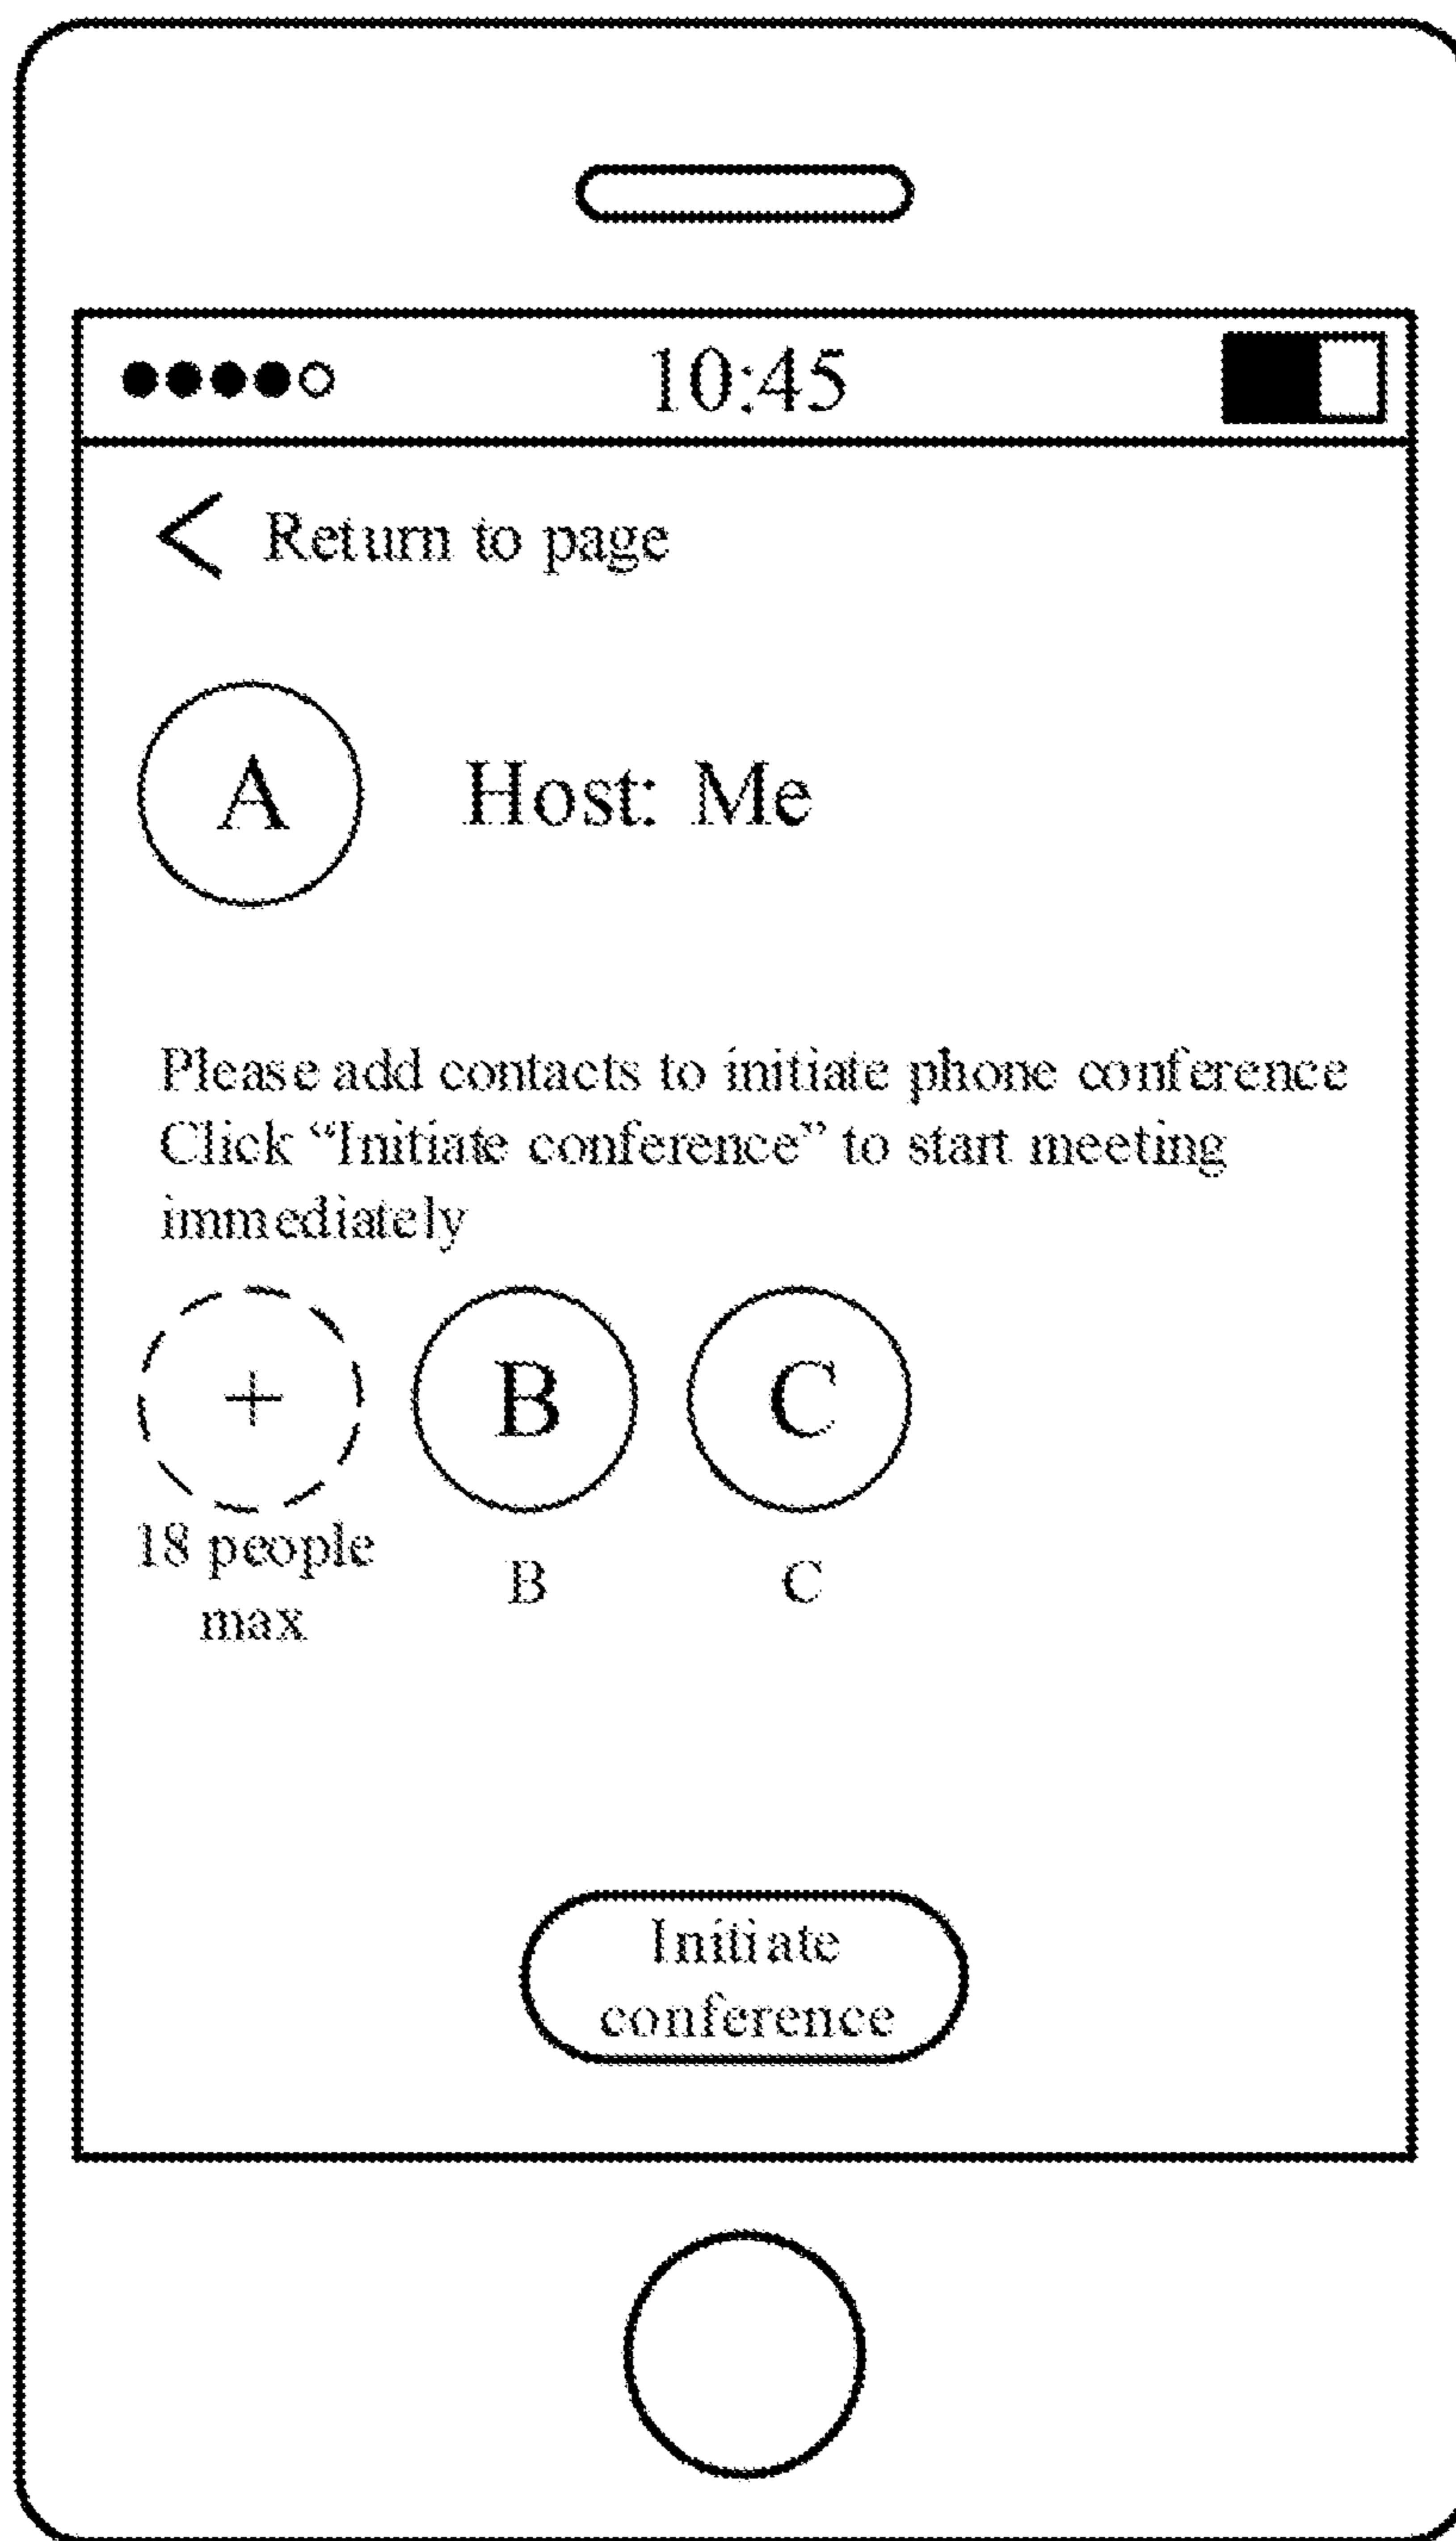 10:45
< Return to page
A Host: Me
Please add contacts to initiate phone conference
Click “Initiate conference” to start meeting
immediately
+ B C
18 people
max
B C
Initiate
conference